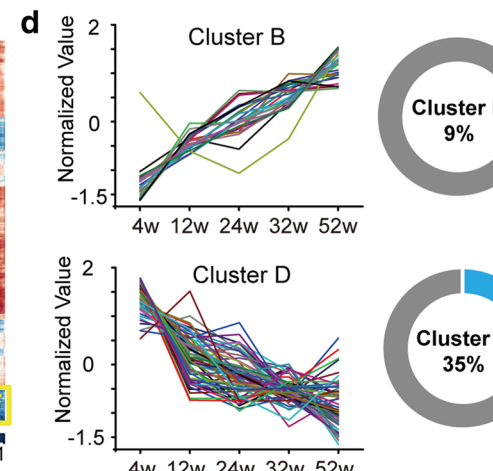 d
Cluster B
Normalized Value
2
0
-1.5
4w 12w 24w 32w 52w
Cluster
9%
Cluster D
Normalized Value
2
0
-1.5
4w 12w 24w 32w 52w
Cluster
35%
1